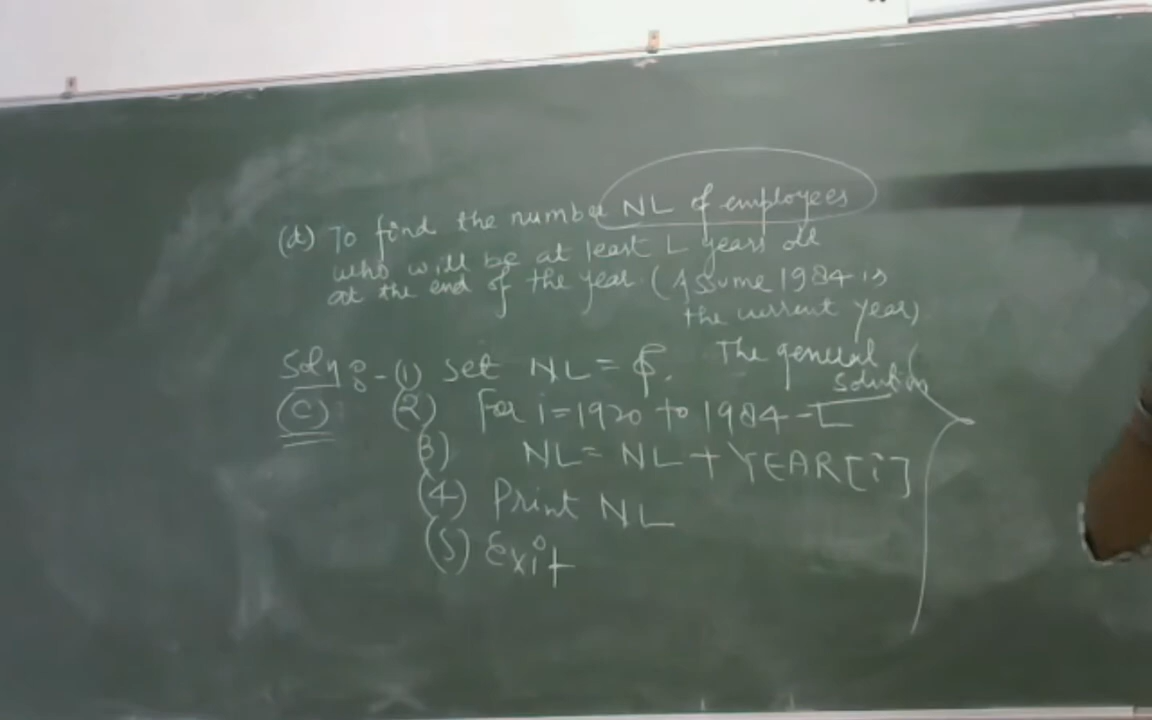 (d) To find the number NL of employees
who will be at least L years
at the end of the year. (Assume 1984 is
the current year)
Soln :- (1) Set NL = ϕ. The general solution
(C) (2) For i=1920 to 1984-L
(3) NL = NL + YEAR[i]
(4) Print NL
(5) Exit